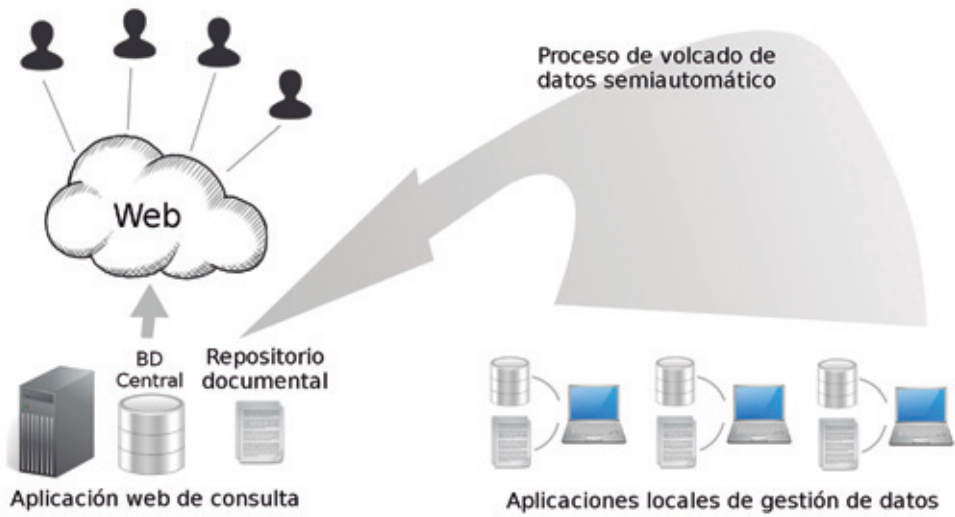 Proceso de volcado de
datos semiautomático
Web
BD
Central
Repositorio
documental
Aplicación web de consulta
Aplicaciones locales de gestión de datos